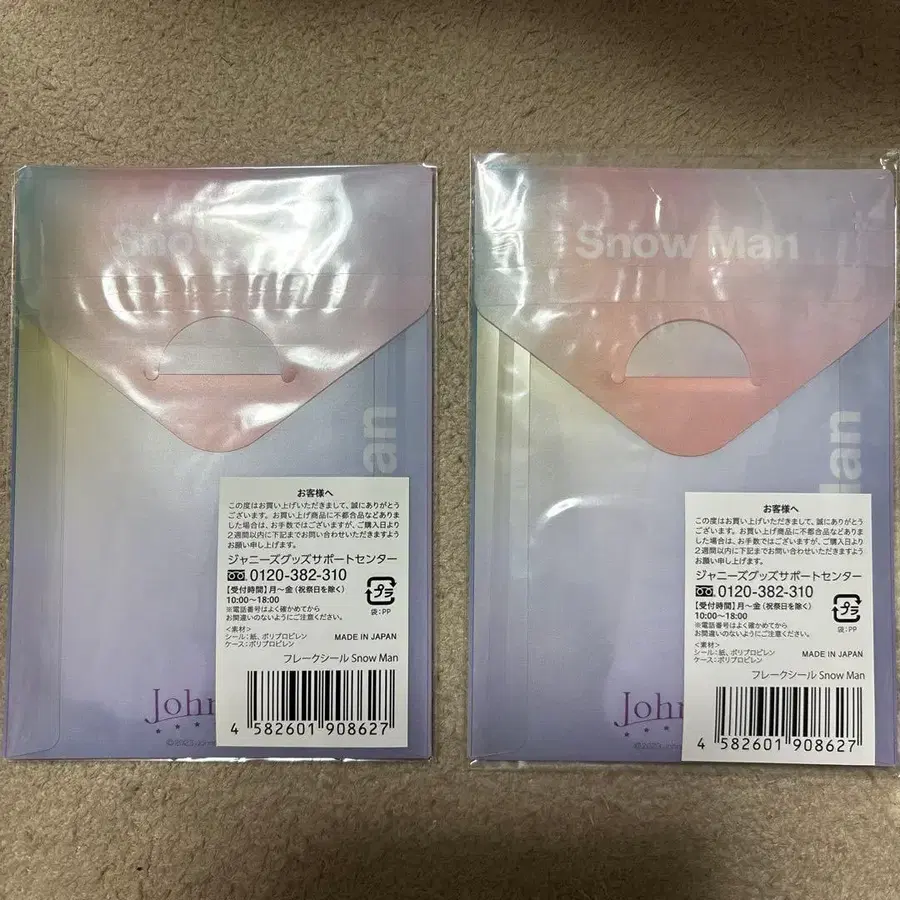 Snow
an
お客様へ
この度はお買い上げいただきまして、誠にありがとう
ございます。お買い上げ商品に不都合品などありま
した場合は、お手数ではございますが、ご購入日より
2週間以内に下記までお問い合わせいただきますよう
お願い申し上げます。
ジャニーズグッズサポートセンター
0120-382-310
【受付時間】月~金(祝祭日を除く)
10:00~18:00
※電話番号はよく確かめてから
お間違いのないようにご注意ください。
プラ
袋:PP
<素材>
シール:紙、ポリプロピレン
ケース:ポリプロピレン
MADE IN JAPAN
フレークシール Snow Man
4 582601 908627
John
Snow Man
Man
お客様へ
この度はお買い上げいただきまして、誠にありがとう
ございます。お買い上げ商品に不都合品などありま
した場合は、お手数ではございますが、ご購入日より
2週間以内に下記までお問い合わせいただきますよう
お願い申し上げます。
ジャニーズグッズサポートセンター
0120-382-310
【受付時間】月~金(祝祭日を除く)
10:00~18:00
※電話番号はよく確かめてから
お間違いのないようにご注意ください。
プラ
袋:PP
<素材>
シール:紙、ポリプロピレン
ケース:ポリプロピレン
MADE IN JAPAN
フレークシール Snow Man
4 582601 908627
John